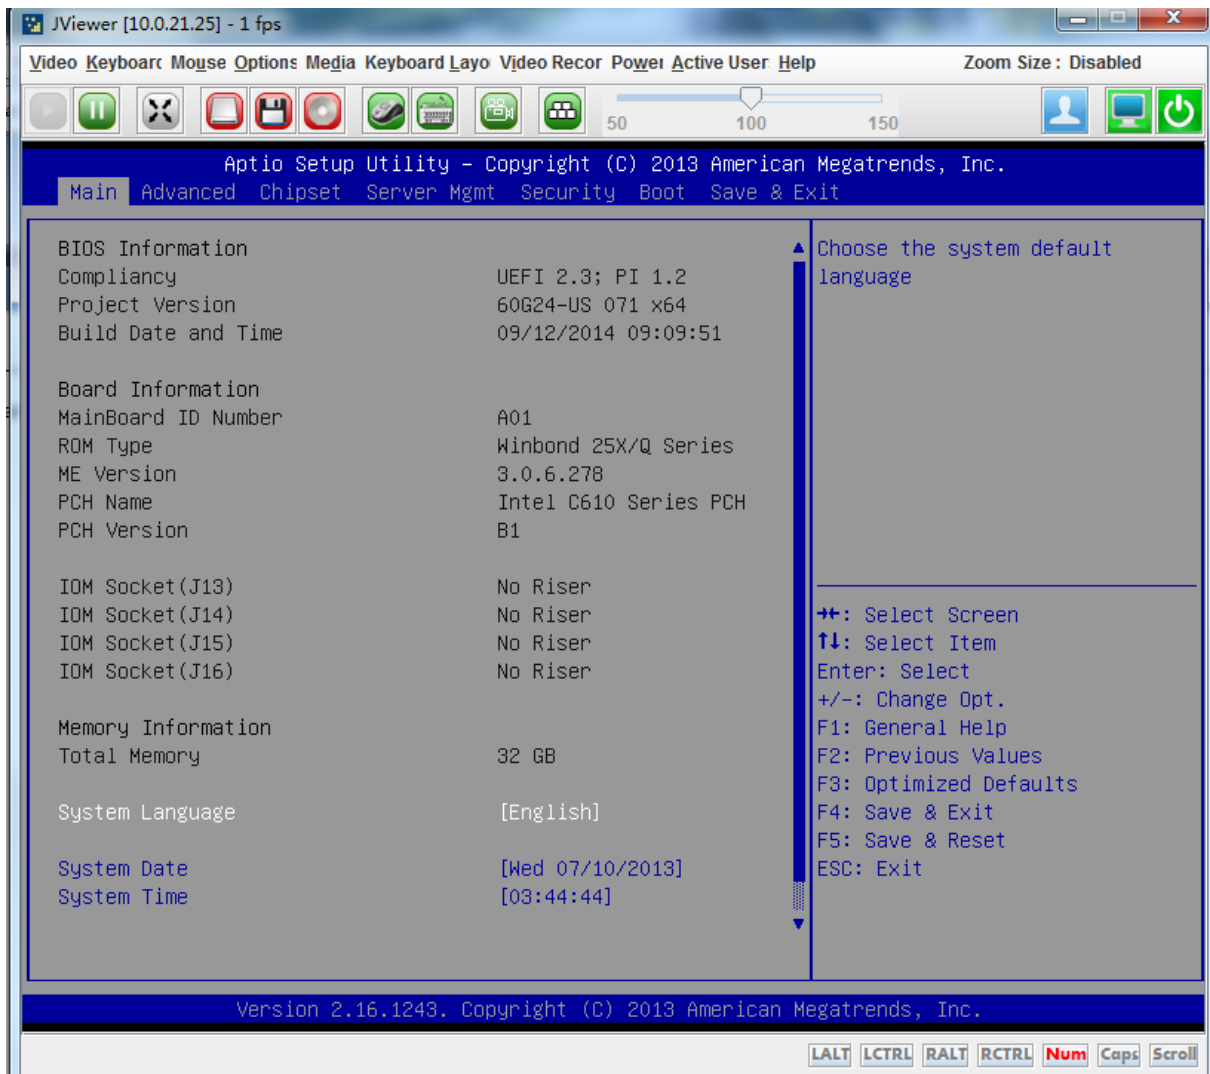 JViewer [10.0.21.25] - 1 fps
Video Keyboarc Mouse Options Media Keyboard Layo Video Recor Power Active User Help Zoom Size : Disabled
50 100 150
Aptio Setup Utility – Copyright (C) 2013 American Megatrends, Inc.
Main Advanced Chipset Server Mgmt Security Boot Save & Exit
BIOS Information
Compliancy UEFI 2.3; PI 1.2
Project Version 60G24-US 071 x64
Build Date and Time 09/12/2014 09:09:51
Board Information
MainBoard ID Number A01
ROM Type Winbond 25X/Q Series
ME Version 3.0.6.278
PCH Name Intel C610 Series PCH
PCH Version B1
IOM Socket(J13) No Riser
IOM Socket(J14) No Riser
IOM Socket(J15) No Riser
IOM Socket(J16) No Riser
Memory Information
Total Memory 32 GB
System Language [English]
System Date [Wed 07/10/2013]
System Time [03:44:44]
Choose the system default
language
→←: Select Screen
↑↓: Select Item
Enter: Select
+/-: Change Opt.
F1: General Help
F2: Previous Values
F3: Optimized Defaults
F4: Save & Exit
F5: Save & Reset
ESC: Exit
Version 2.16.1243. Copyright (C) 2013 American Megatrends, Inc.
LALT LCTRL RALT RCTRL Num Caps Scroll